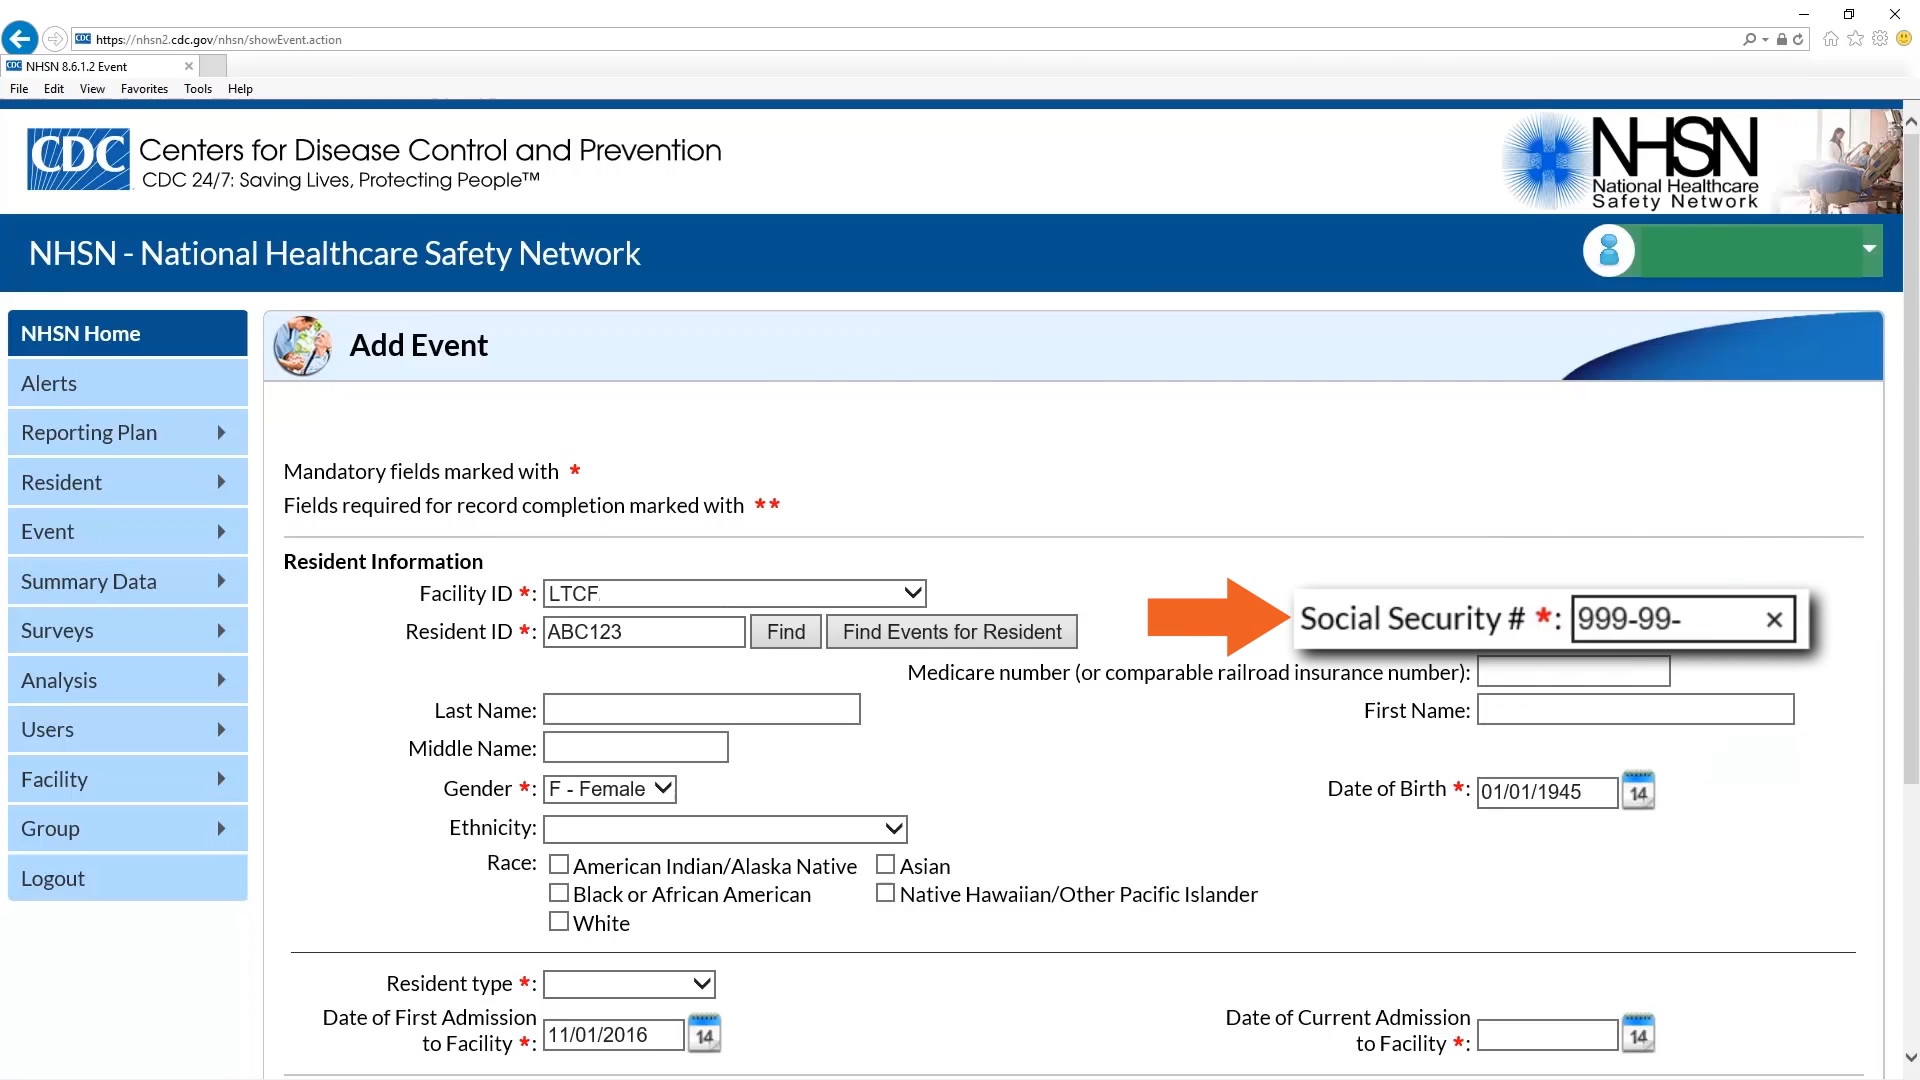 https://nhsn2.cdc.gov/nhsn/showEvent.action
CDC NHSN 8.6.1.2 Event
File Edit View Favorites Tools Help
CDC Centers for Disease Control and Prevention
CDC 24/7: Saving Lives, Protecting People™
NHSN
National Healthcare
Safety Network
NHSN - National Healthcare Safety Network
NHSN Home
Alerts
Reporting Plan
Resident
Event
Summary Data
Surveys
Analysis
Users
Facility
Group
Logout
Add Event
Mandatory fields marked with *
Fields required for record completion marked with **
Resident Information
Facility ID *: LTCF
Resident ID *: ABC123 Find Find Events for Resident
Social Security # *: 999-99- ×
Medicare number (or comparable railroad insurance number):
Last Name: First Name:
Middle Name:
Gender *: F - Female Date of Birth *: 01/01/1945 14
Ethnicity:
Race: American Indian/Alaska Native Asian
Black or African American Native Hawaiian/Other Pacific Islander
White
Resident type *:
Date of First Admission
to Facility *: 11/01/2016 14
Date of Current Admission
to Facility *: 14